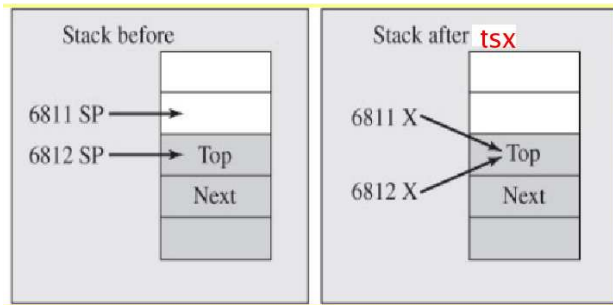 Stack before
6811 SP
6812 SP
Top
Next
Stack after tsx
6811 X
6812 X
Top
Next